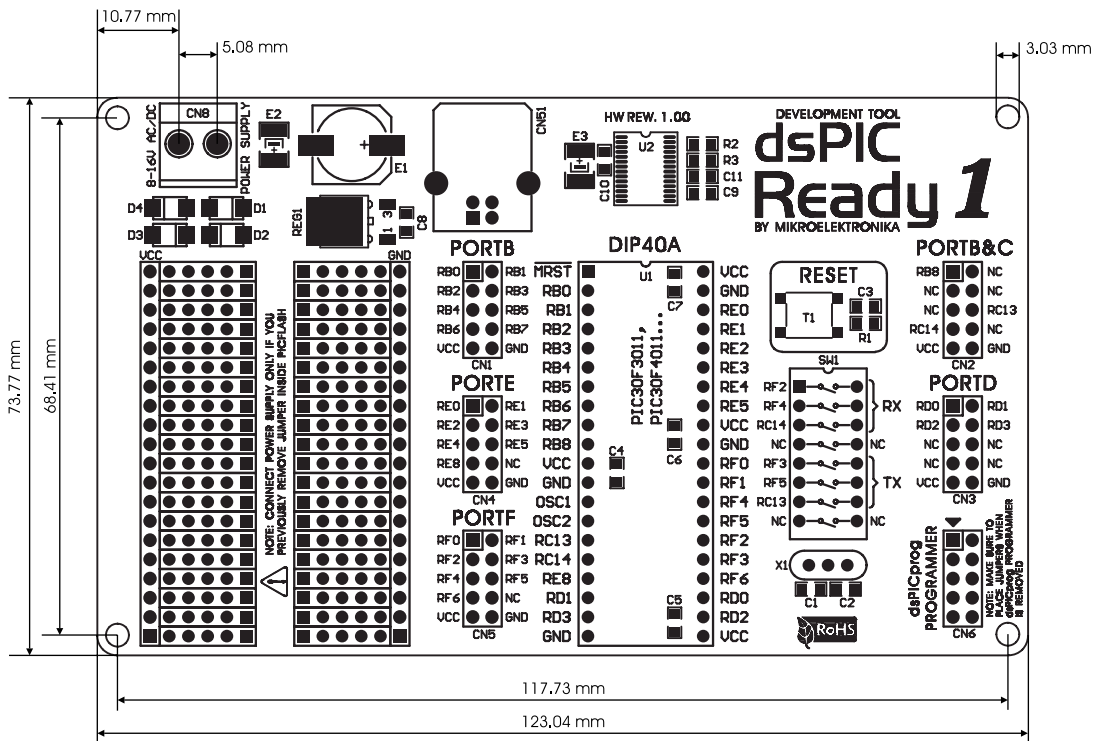 10.77 mm
5.08 mm
3.03 mm
73.77 mm
68.41 mm
8-16V AC/DC
CN8
POWER SUPPLY
E2
E1
CN51
HW REW. 1.00
E3
C10
U2
R2
R3
C11
C9
DEVELOPMENT TOOL
dsPIC
Ready 1
BY MIKROELEKTRONIKA
D4
D1
D3
D2
REG1
3
1
C8
VCC
GND
NOTE: CONNECT POWER SUPPLY ONLY IF YOU
PREVIOUSLY REMOVE JUMPER INSIDE PICFLASH
PORTB
RB0 RB1
RB2 RB3
RB4 RB5
RB6 RB7
VCC GND
CN1
PORTE
RE0 RE1
RE2 RE3
RE4 RE5
RE8 NC
VCC GND
CN4
PORTF
RF0 RF1
RF2 RF3
RF4 RF5
RF6 NC
VCC GND
CN5
DIP40A
U1
MRST VCC
RB0 GND
RB1 RE0
RB2 RE1
RB3 RE2
RB4 RE3
RB5 RE4
RB6 RE5
RB7 VCC
RB8 GND
VCC RF0
GND RF1
OSC1 RF4
OSC2 RF5
RC13 RF2
RC14 RF3
RE8 RF6
RD1 RD0
RD3 RD2
GND VCC
C7
PIC30F3011,
PIC30F4011...
C6
C4
C5
RESET
T1
C3
R1
SW1
RF2
RF4
RC14
RX
NC NC
RF3
RF5
RC13
TX
NC NC
X1
C1 C2
RoHS
PORTB&C
RB8 NC
NC NC
NC RC13
RC14 NC
VCC GND
CN2
PORTD
RD0 RD1
RD2 RD3
NC NC
NC NC
VCC GND
CN3
dsPICprog
PROGRAMMER
CN6
NOTE: MAKE SURE TO
PLACE JUMPERS WHEN
dsPICprog PROGRAMMER
IS REMOVED
117.73 mm
123.04 mm